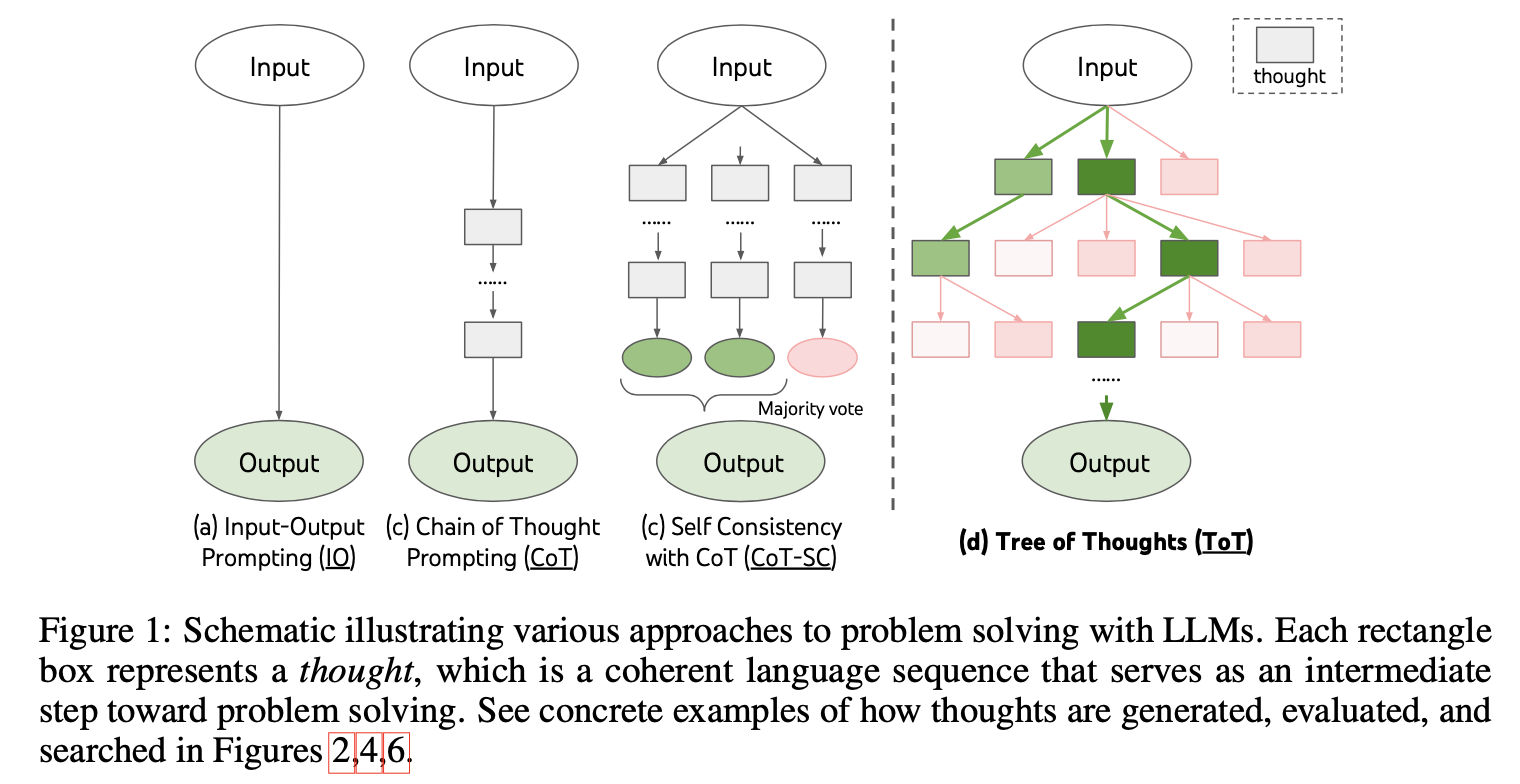 Input
Input
Input
Input
thought
......
......
......
......
......
Majority vote
Output
Output
Output
Output
(a) Input-Output
Prompting (IO)
(c) Chain of Thought
Prompting (CoT)
(c) Self Consistency
with CoT (CoT-SC)
(d) Tree of Thoughts (ToT)
Figure 1: Schematic illustrating various approaches to problem solving with LLMs. Each rectangle
box represents a thought, which is a coherent language sequence that serves as an intermediate
step toward problem solving. See concrete examples of how thoughts are generated, evaluated, and
searched in Figures 2,4,6.